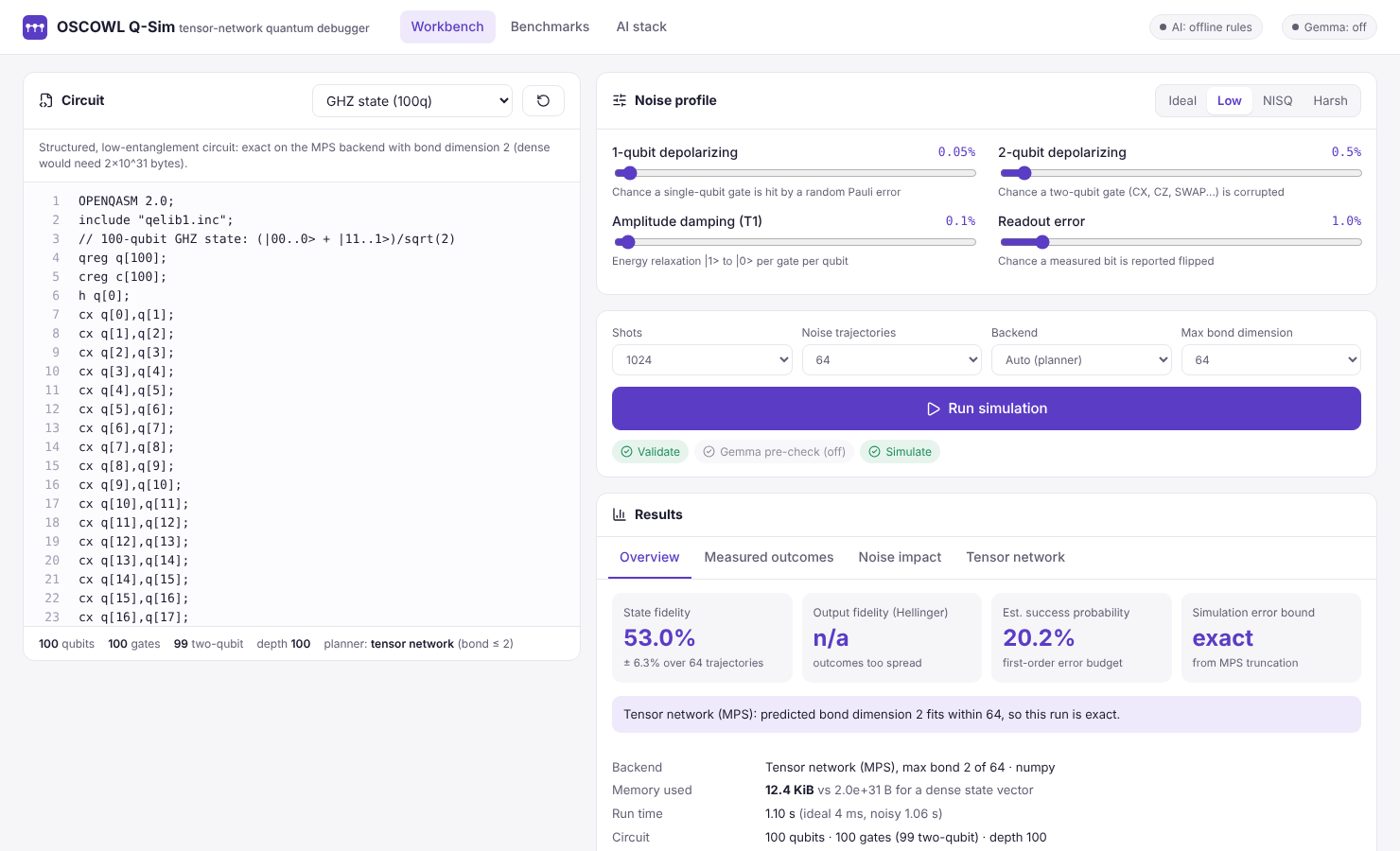 OSCOWL Q-Sim tensor-network quantum debugger
Workbench
Benchmarks
AI stack
AI: offline rules
Gemma: off
Circuit
GHZ state (100q)
Structured, low-entanglement circuit: exact on the MPS backend with bond dimension 2 (dense
would need 2×10^31 bytes).
1 OPENQASM 2.0;
2 include "qelib1.inc";
3 // 100-qubit GHZ state: (|00..0> + |11..1>)/sqrt(2)
4 qreg q[100];
5 creg c[100];
6 h q[0];
7 cx q[0],q[1];
8 cx q[1],q[2];
9 cx q[2],q[3];
10 cx q[3],q[4];
11 cx q[4],q[5];
12 cx q[5],q[6];
13 cx q[6],q[7];
14 cx q[7],q[8];
15 cx q[8],q[9];
16 cx q[9],q[10];
17 cx q[10],q[11];
18 cx q[11],q[12];
19 cx q[12],q[13];
20 cx q[13],q[14];
21 cx q[14],q[15];
22 cx q[15],q[16];
23 cx q[16],q[17];
100 qubits 100 gates 99 two-qubit depth 100 planner: tensor network (bond ≤ 2)
Noise profile
Ideal Low NISQ Harsh
1-qubit depolarizing 0.05%
Chance a single-qubit gate is hit by a random Pauli error
2-qubit depolarizing 0.5%
Chance a two-qubit gate (CX, CZ, SWAP...) is corrupted
Amplitude damping (T1) 0.1%
Energy relaxation |1> to |0> per gate per qubit
Readout error 1.0%
Chance a measured bit is reported flipped
Shots
1024
Noise trajectories
64
Backend
Auto (planner)
Max bond dimension
64
Run simulation
Validate
Gemma pre-check (off)
Simulate
Results
Overview Measured outcomes Noise impact Tensor network
State fidelity
53.0%
± 6.3% over 64 trajectories
Output fidelity (Hellinger)
n/a
outcomes too spread
Est. success probability
20.2%
first-order error budget
Simulation error bound
exact
from MPS truncation
Tensor network (MPS): predicted bond dimension 2 fits within 64, so this run is exact.
Backend Tensor network (MPS), max bond 2 of 64 · numpy
Memory used 12.4 KiB vs 2.0e+31 B for a dense state vector
Run time 1.10 s (ideal 4 ms, noisy 1.06 s)
Circuit 100 qubits · 100 gates (99 two-qubit) · depth 100